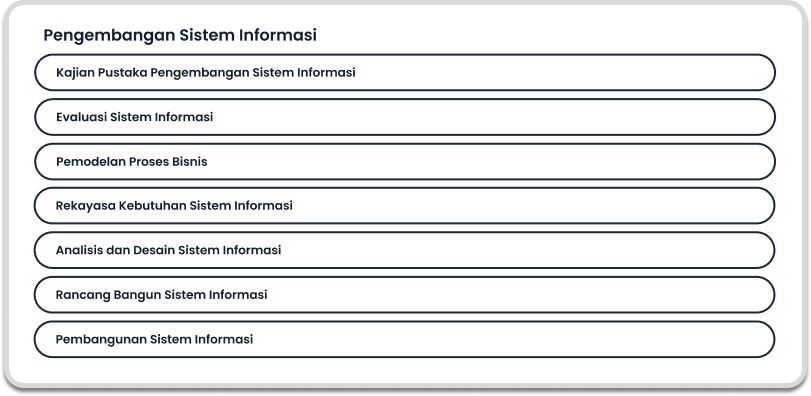 Pengembangan Sistem Informasi
Kajian Pustaka Pengembangan Sistem Informasi
Evaluasi Sistem Informasi
Pemodelan Proses Bisnis
Rekayasa Kebutuhan Sistem Informasi
Analisis dan Desain Sistem Informasi
Rancang Bangun Sistem Informasi
Pembangunan Sistem Informasi